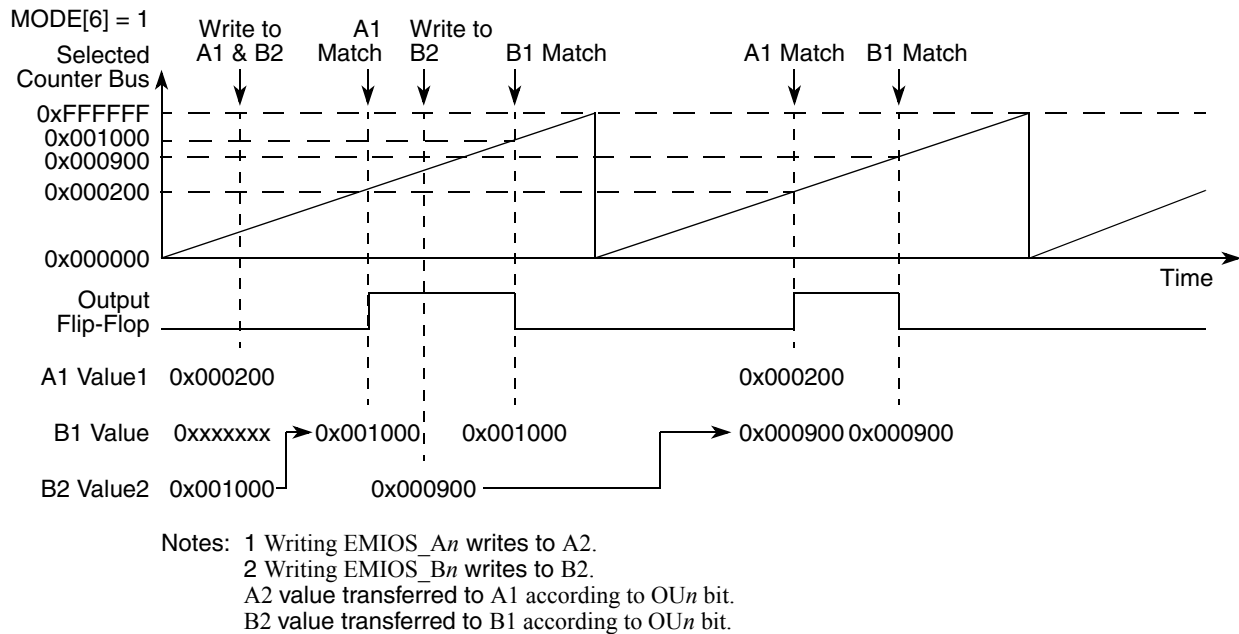 MODE[6] = 1
Write to A1 & B2
A1 Match
Write to B2
B1 Match
A1 Match
B1 Match
Selected Counter Bus
0xFFFFFF
0x001000
0x000900
0x000200
0x000000
Time
Output Flip-Flop
A1 Value1 0x000200 0x000200
B1 Value 0xxxxxxx 0x001000 0x001000 0x000900 0x000900
B2 Value2 0x001000 0x000900
Notes: 1 Writing EMIOS_An writes to A2.
2 Writing EMIOS_Bn writes to B2.
A2 value transferred to A1 according to OUn bit.
B2 value transferred to B1 according to OUn bit.